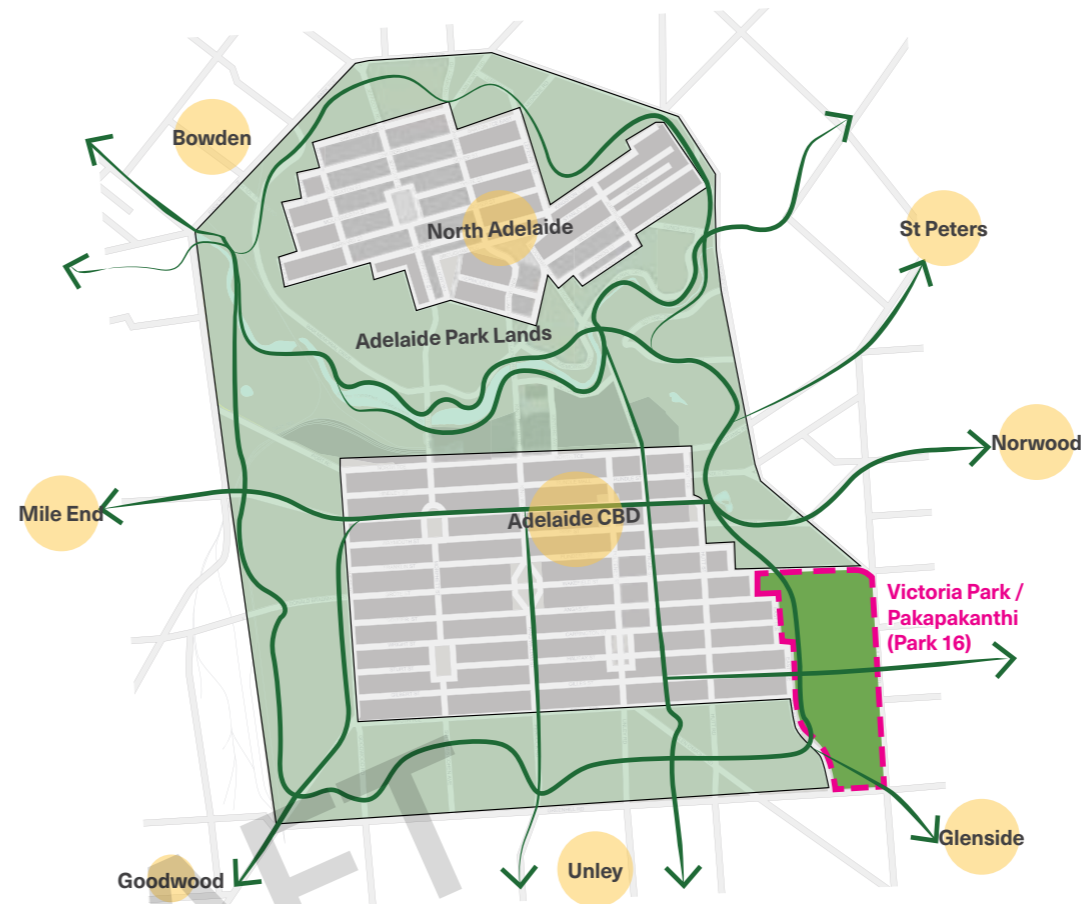 Bowden
North Adelaide
St Peters
Adelaide Park Lands
Norwood
Mile End
Adelaide CBD
Victoria Park /
Pakapakanthi
(Park 16)
Glenside
Unley
Goodwood